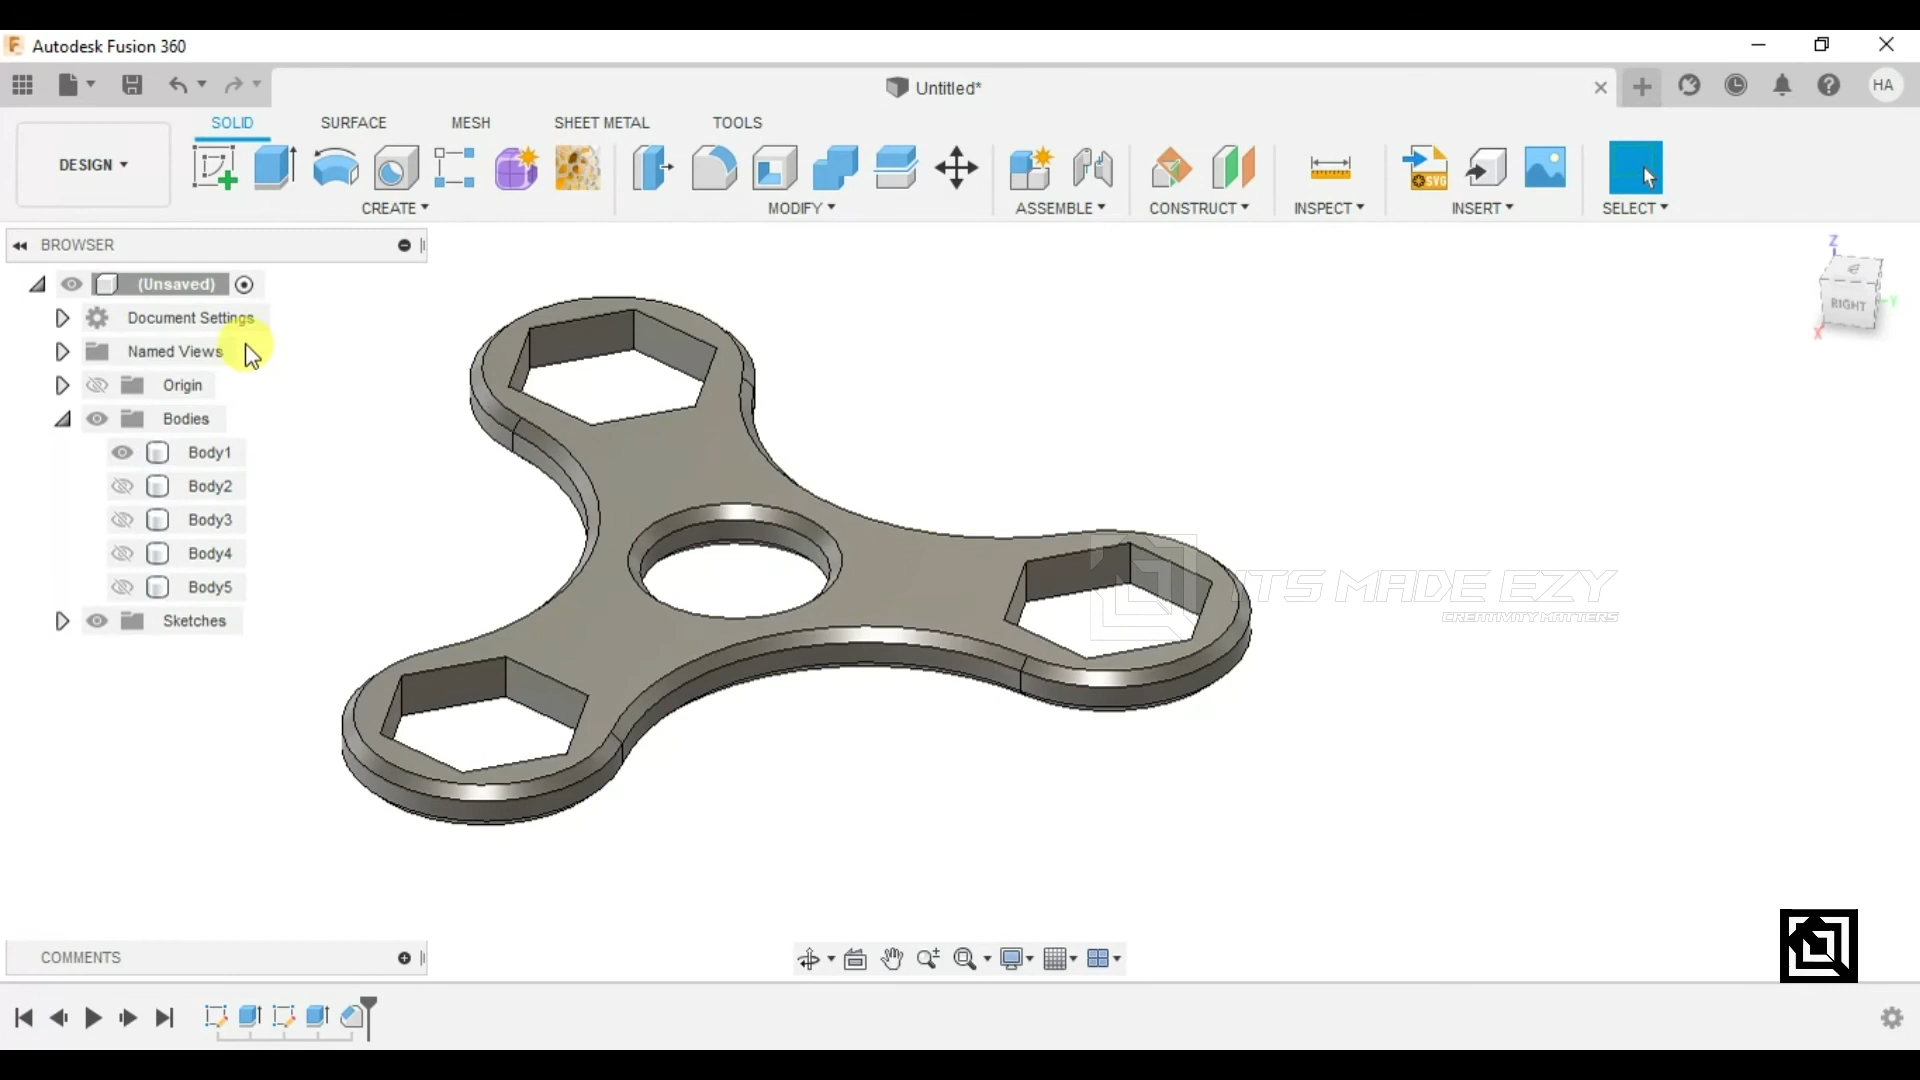 Autodesk Fusion 360
Untitled*
HA
DESIGN
SOLID
SURFACE
MESH
SHEET METAL
TOOLS
CREATE
MODIFY
ASSEMBLE
CONSTRUCT
INSPECT
INSERT
SELECT
SVG
BROWSER
(Unsaved)
Document Settings
Named Views
Origin
Bodies
Body1
Body2
Body3
Body4
Body5
Sketches
Z
RIGHT
Y
X
ITS MADE EZY
CREATIVITY MATTERS
COMMENTS